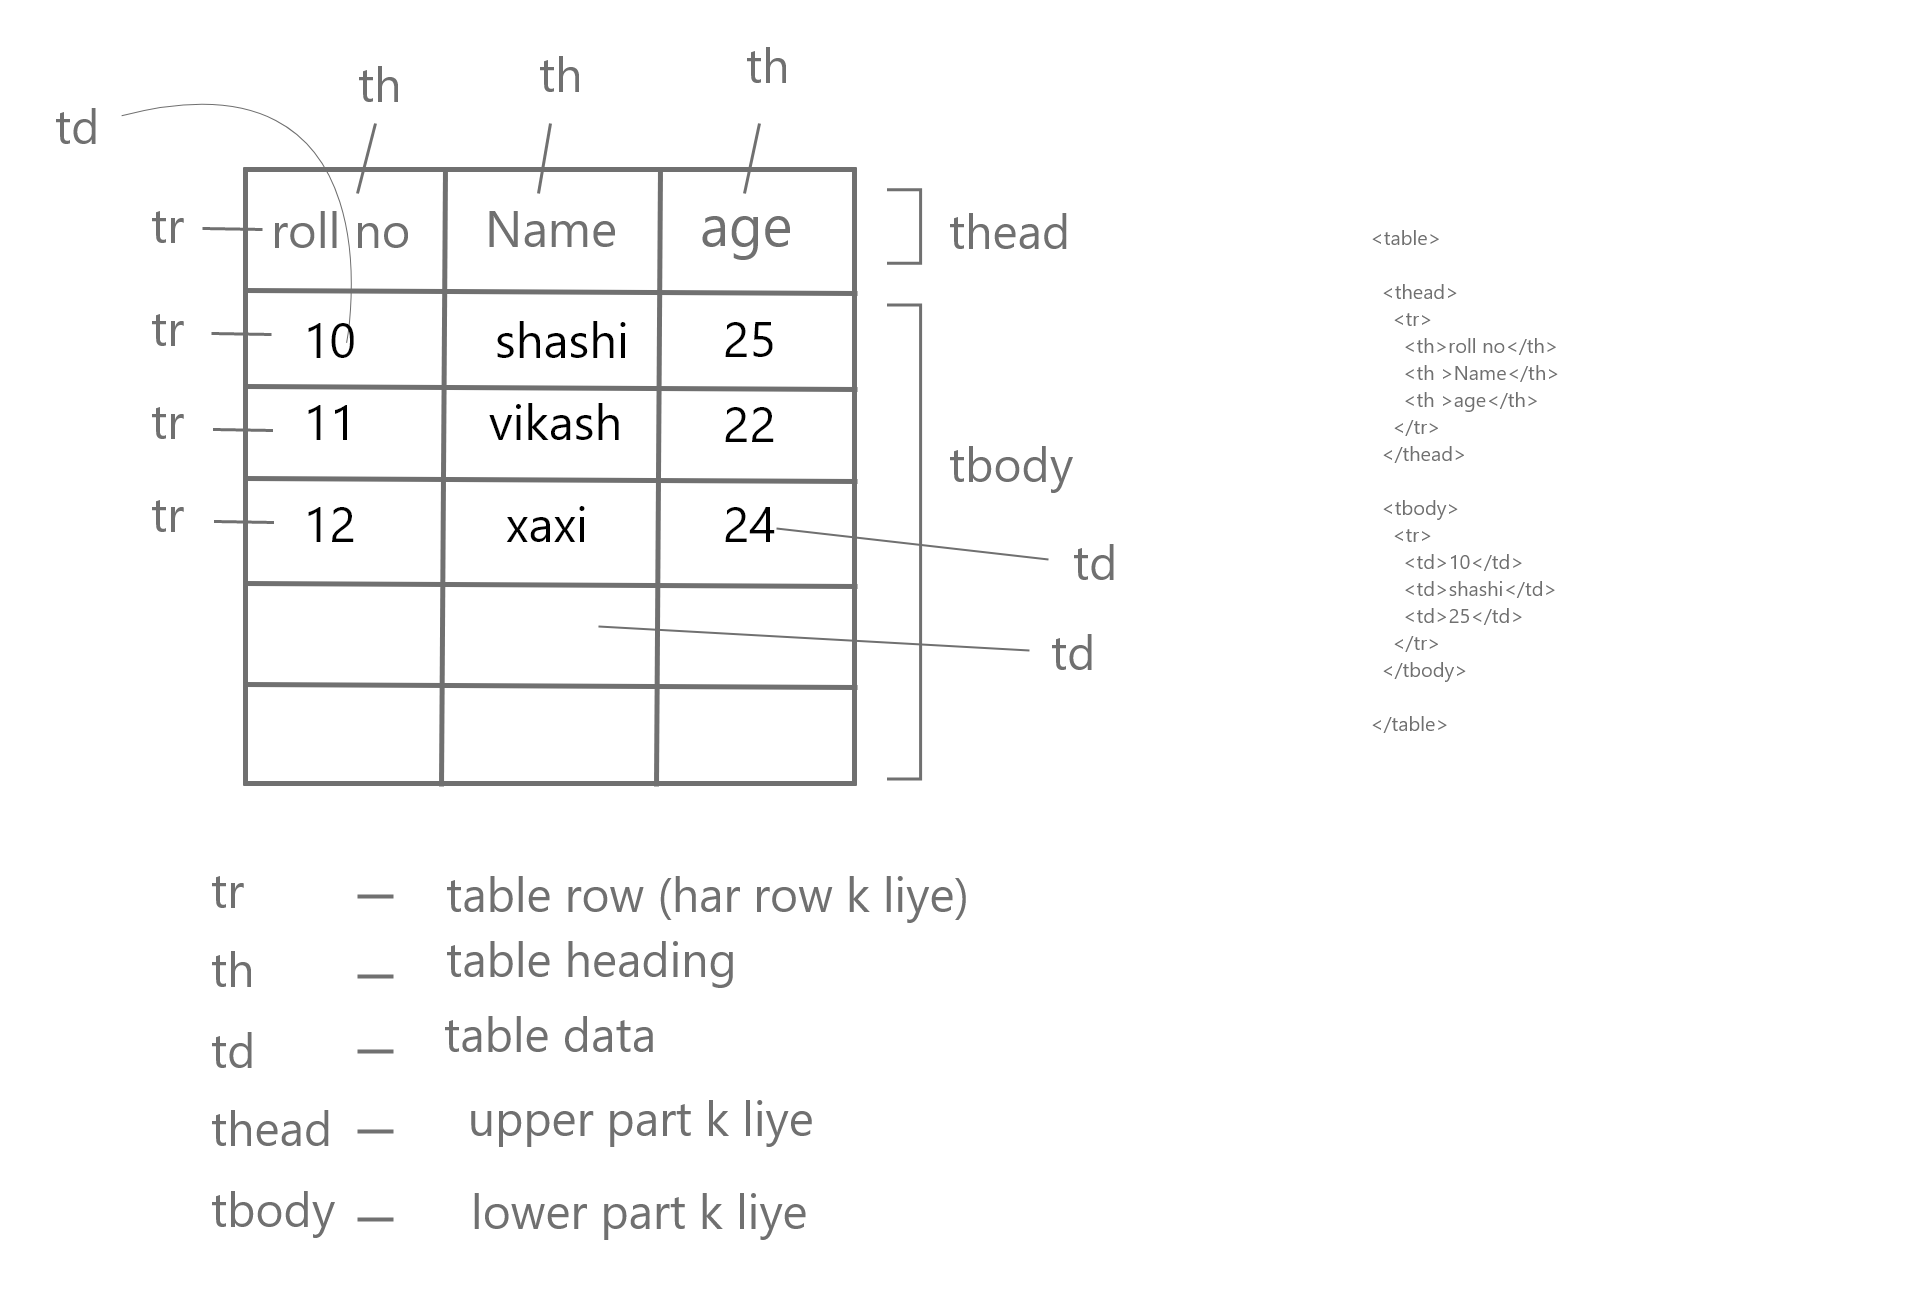 th th th
td
tr roll no Name age thead
tr 10 shashi 25
tr 11 vikash 22
tbody
tr 12 xaxi 24
td
td
tr — table row (har row k liye)
th — table heading
td — table data
thead — upper part k liye
tbody — lower part k liye
<table>
<thead>
<tr>
<th>roll no</th>
<th >Name</th>
<th >age</th>
</tr>
</thead>
<tbody>
<tr>
<td>10</td>
<td>shashi</td>
<td>25</td>
</tr>
</tbody>
</table>